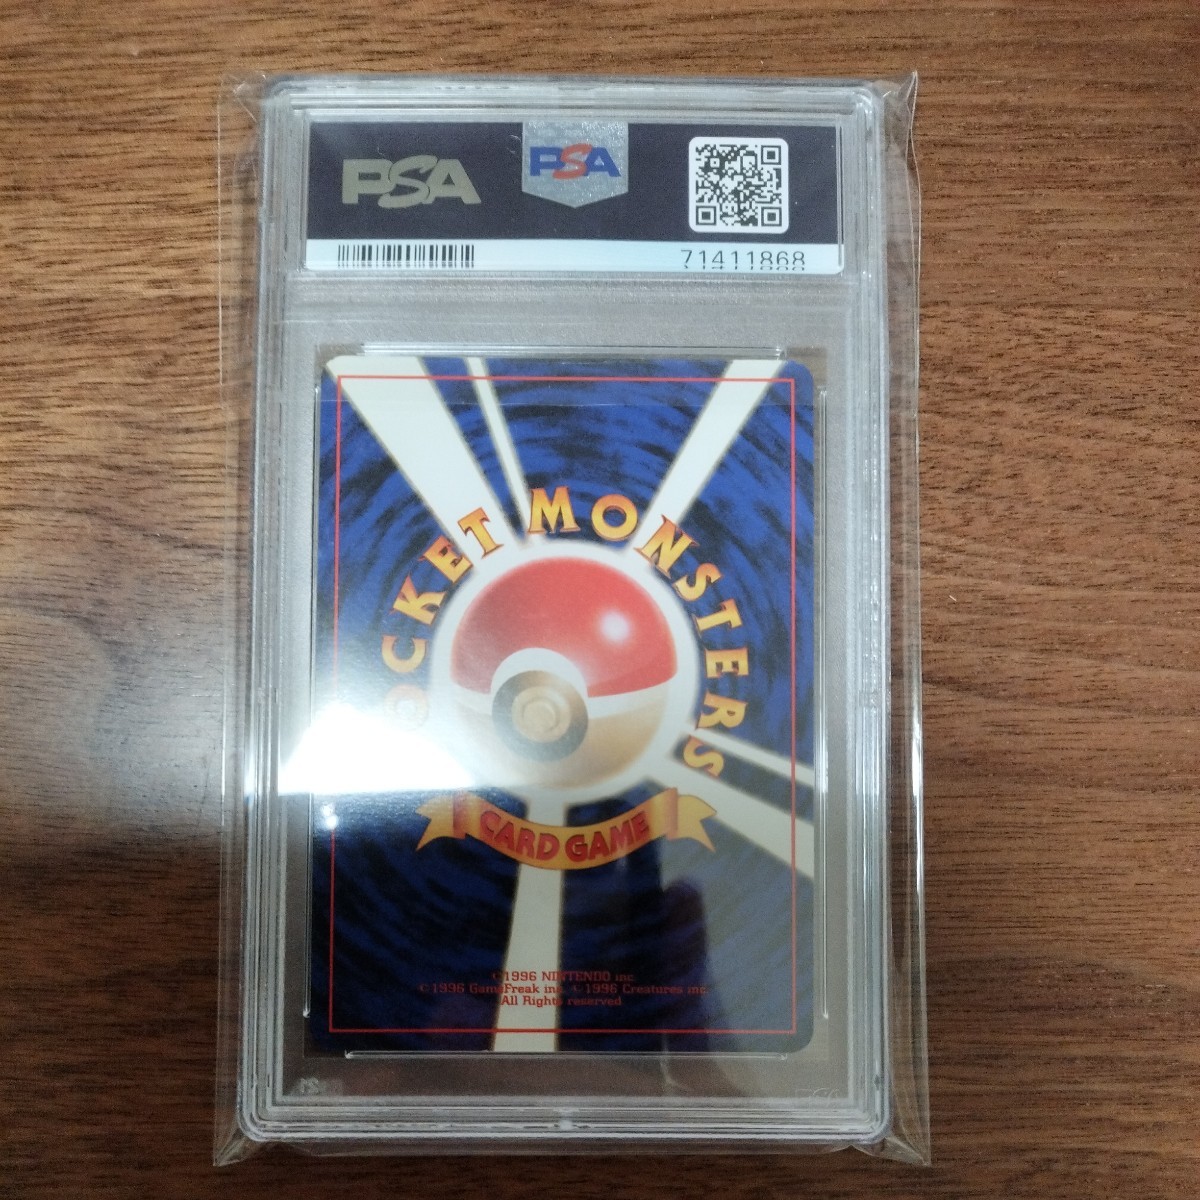 PSA
PSA
71411868
POCKET MONSTERS
CARD GAME
©1996 NINTENDO inc.
©1996 GameFreak inc. ©1996 Creatures inc.
All Rights reserved.